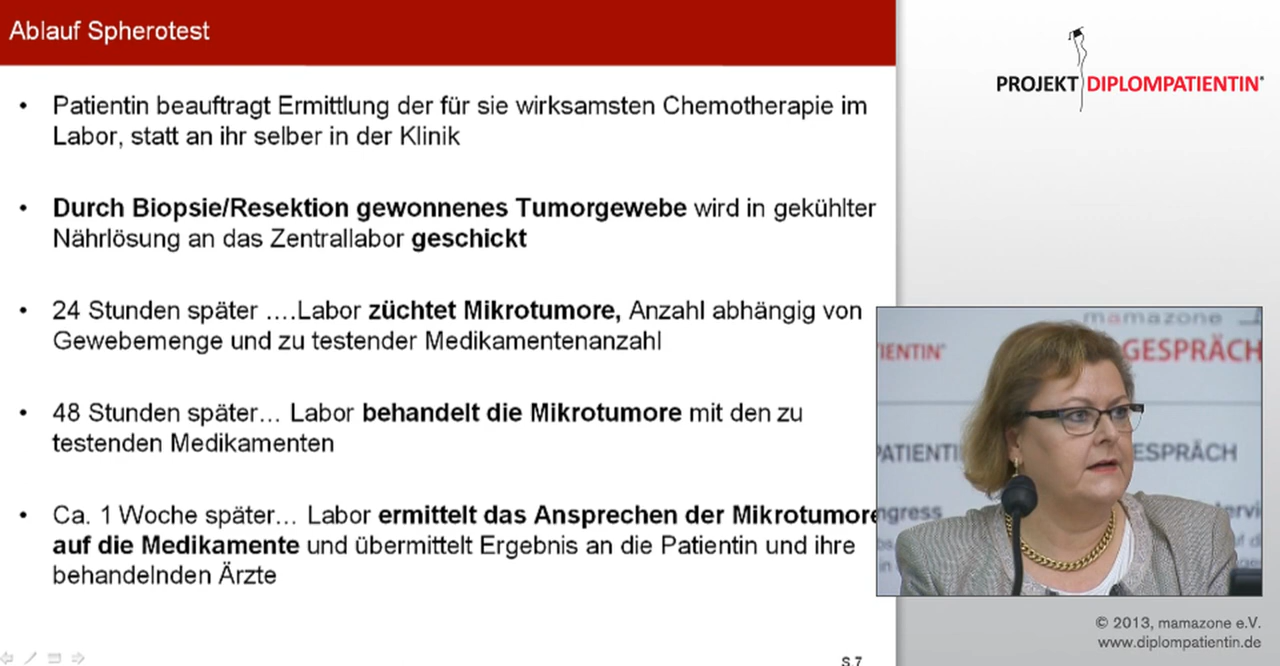 Ablauf Spherotest
PROJEKT DIPLOMPATIENTIN®
• Patientin beauftragt Ermittlung der für sie wirksamsten Chemotherapie im
Labor, statt an ihr selber in der Klinik
• Durch Biopsie/Resektion gewonnenes Tumorgewebe wird in gekühlter
Nährlösung an das Zentrallabor geschickt
• 24 Stunden später ….Labor züchtet Mikrotumore, Anzahl abhängig von
Gewebemenge und zu testender Medikamentenanzahl
• 48 Stunden später… Labor behandelt die Mikrotumore mit den zu
testenden Medikamenten
• Ca. 1 Woche später… Labor ermittelt das Ansprechen der Mikrotumore
auf die Medikamente und übermittelt Ergebnis an die Patientin und ihre
behandelnden Ärzte
S.7
mamazone
IENTIN® GESPRÄCH
PATIENTI ESPRÄCH
ngress
© 2013, mamazone e.V.
www.diplompatientin.de